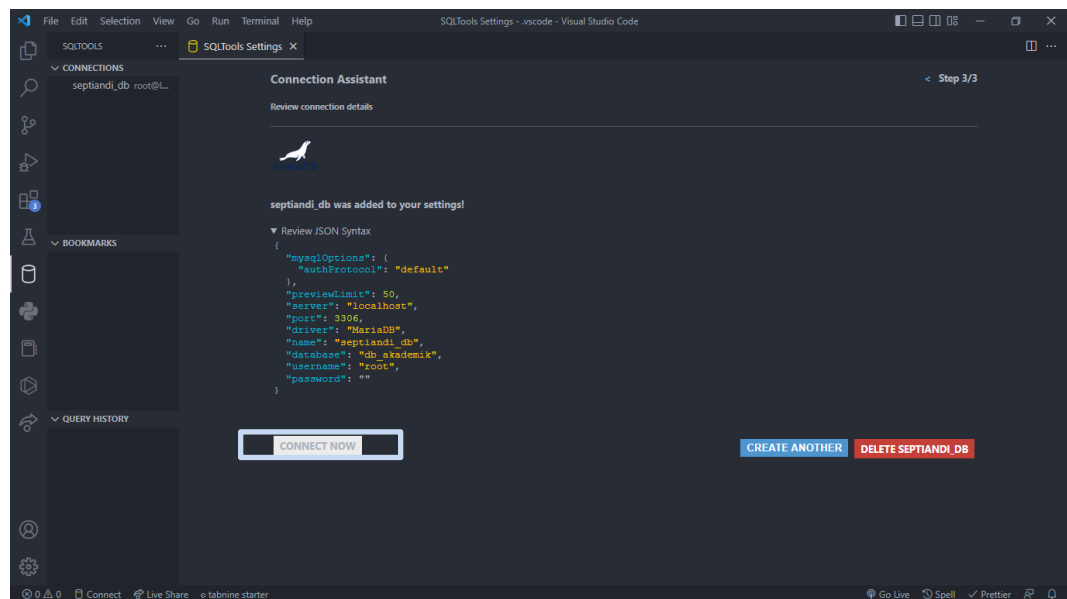 File Edit Selection View Go Run Terminal Help SQLTools Settings - .vscode - Visual Studio Code
SQLTOOLS ··· SQLTools Settings ×
CONNECTIONS
septiandi_db root@l...
Connection Assistant < Step 3/3
Review connection details
septiandi_db was added to your settings!
▼ Review JSON Syntax
{
"mysqlOptions": {
"authProtocol": "default"
},
"previewLimit": 50,
"server": "localhost",
"port": 3306,
"driver": "MariaDB",
"name": "septiandi_db",
"database": "db_akademik",
"username": "root",
"password": ""
}
3
BOOKMARKS
QUERY HISTORY
CONNECT NOW CREATE ANOTHER DELETE SEPTIANDI_DB
0 0 Connect Live Share tabnine starter Go Live Spell Prettier